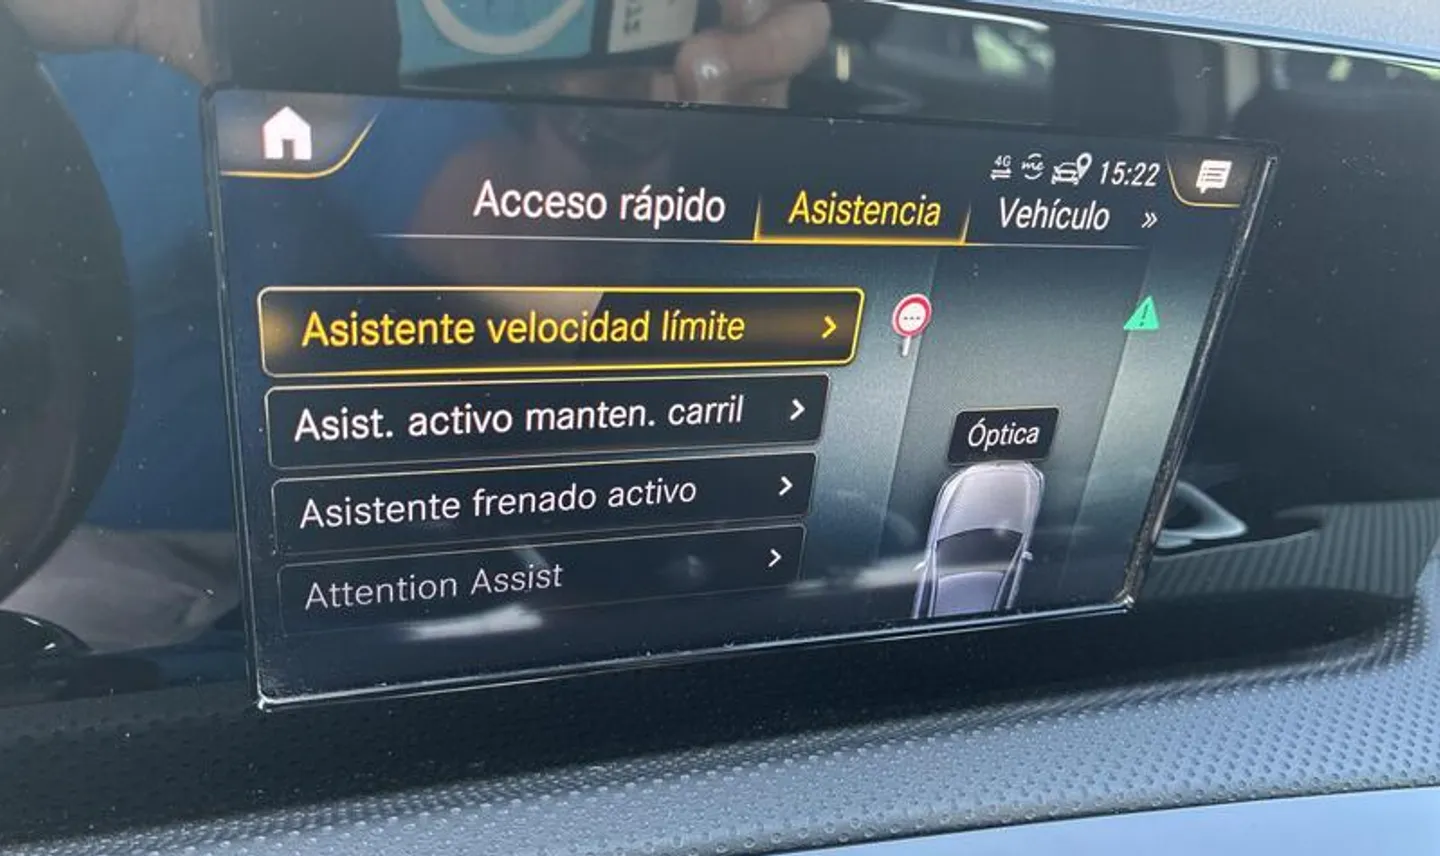 4G mc 15:22
Acceso rápido Asistencia Vehículo »
Asistente velocidad límite
Asist. activo manten. carril
Óptica
Asistente frenado activo
Attention Assist